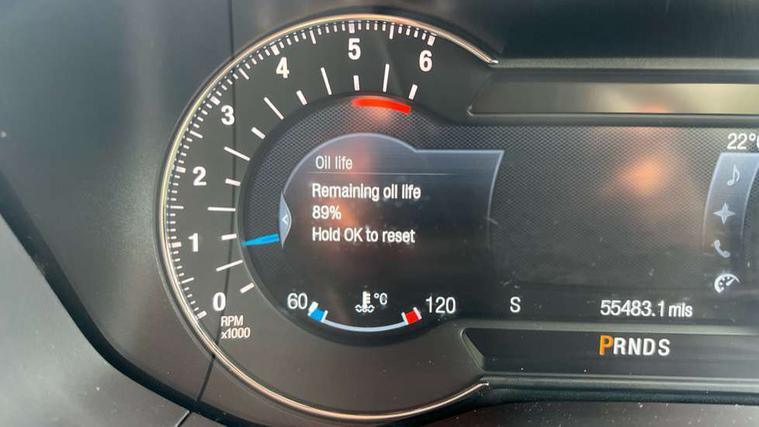 6
5
4
3
2
1
0
RPM
x1000
Oil life
Remaining oil life
89%
Hold OK to reset
60 °C 120
S
55483.1 mls
PRNDS
22°